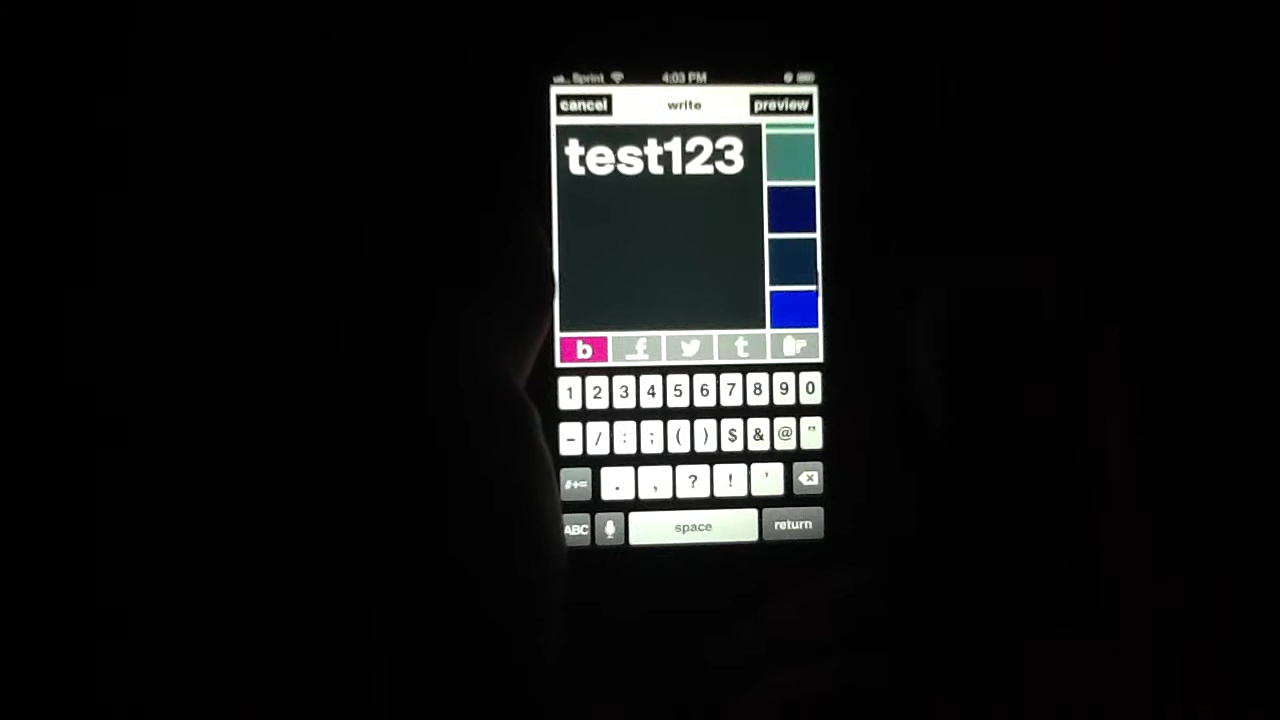 Sprint 4:03 PM
cancel write preview
test123
b f t
1 2 3 4 5 6 7 8 9 0
- / : ; ( ) $ & @ "
#+= . , ? ! '
ABC space return